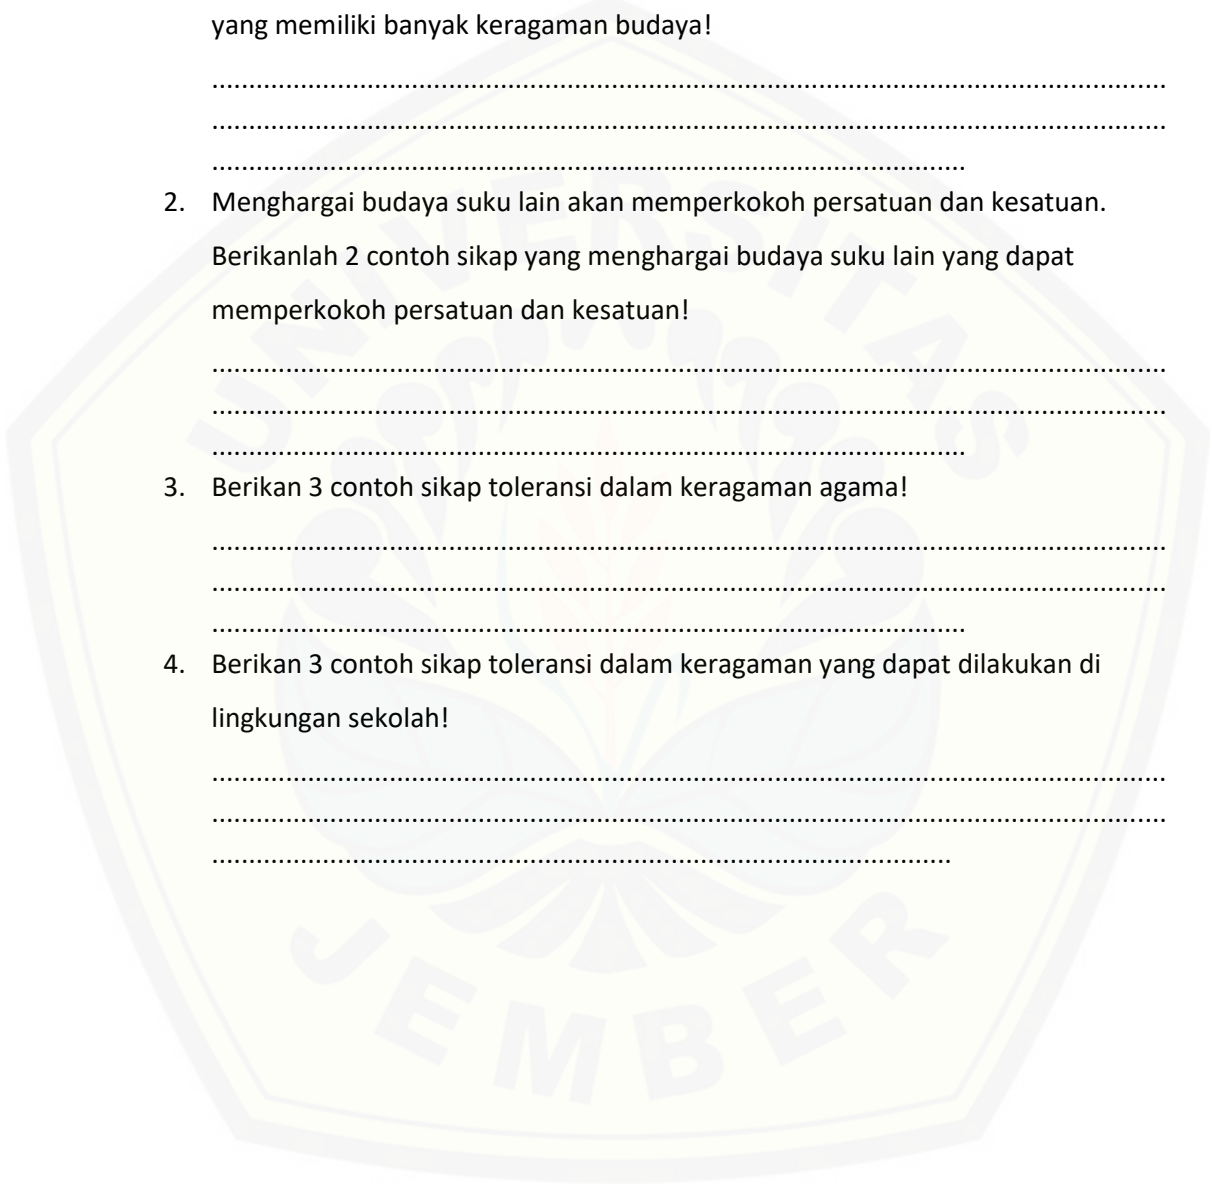 yang memiliki banyak keragaman budaya!
.................................................................................................................................
.................................................................................................................................
......................................................................................................
2. Menghargai budaya suku lain akan memperkokoh persatuan dan kesatuan.
Berikanlah 2 contoh sikap yang menghargai budaya suku lain yang dapat
memperkokoh persatuan dan kesatuan!
.................................................................................................................................
.................................................................................................................................
......................................................................................................
3. Berikan 3 contoh sikap toleransi dalam keragaman agama!
.................................................................................................................................
.................................................................................................................................
......................................................................................................
4. Berikan 3 contoh sikap toleransi dalam keragaman yang dapat dilakukan di
lingkungan sekolah!
.................................................................................................................................
.................................................................................................................................
....................................................................................................
UNIVERSITAS
JEMBER